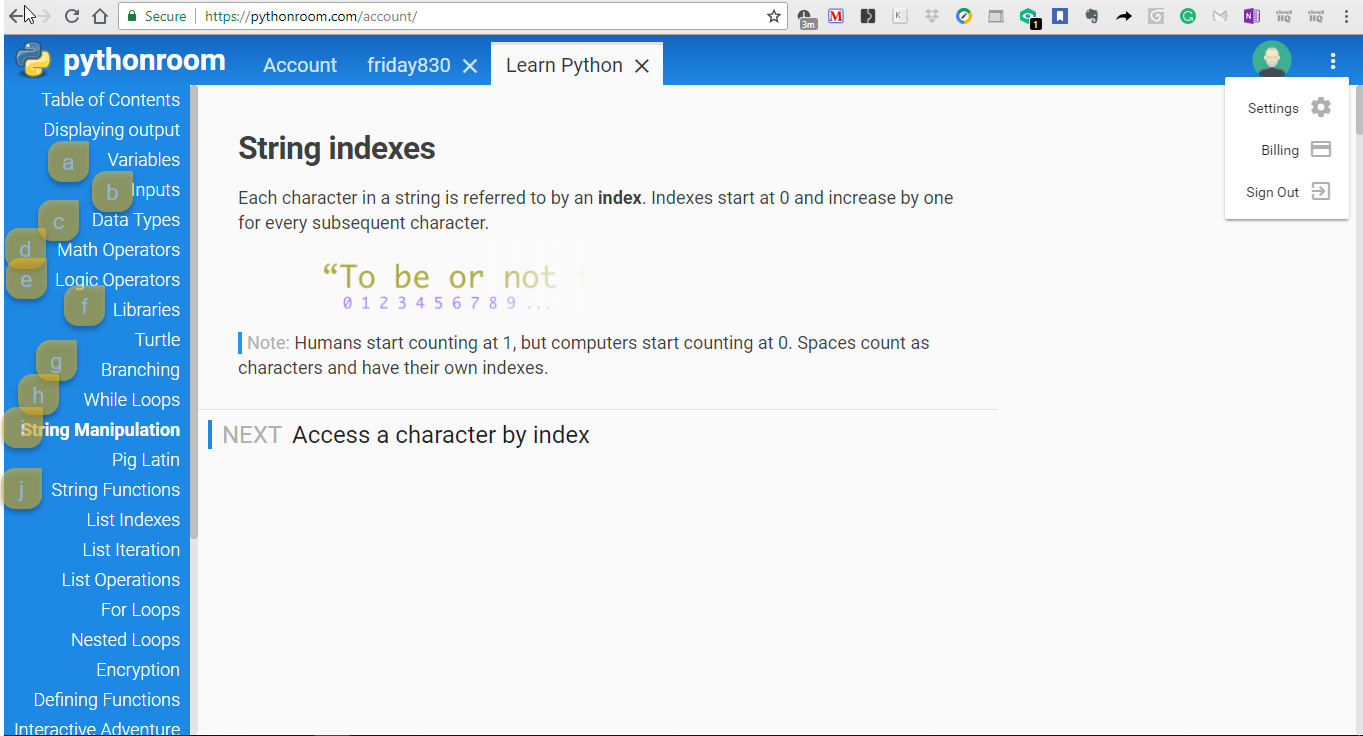 Secure https://pythonroom.com/account/
3m
M
K
1
N
cloud HQ
cloud HQ
pythonroom Account friday830 Learn Python
Settings
Billing
Sign Out
Table of Contents
Displaying output
a Variables
b Inputs
c Data Types
d Math Operators
e Logic Operators
f Libraries
Turtle
g Branching
h While Loops
i String Manipulation
Pig Latin
j String Functions
List Indexes
List Iteration
List Operations
For Loops
Nested Loops
Encryption
Defining Functions
Interactive Adventure
String indexes
Each character in a string is referred to by an index. Indexes start at 0 and increase by one
for every subsequent character.
“To be or not
0 1 2 3 4 5 6 7 8 9 ...
Note: Humans start counting at 1, but computers start counting at 0. Spaces count as
characters and have their own indexes.
NEXT Access a character by index